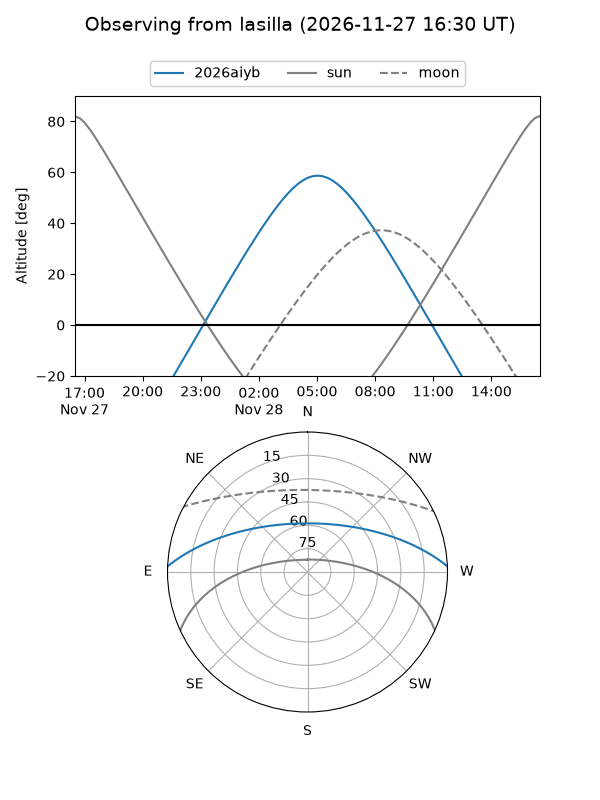 Observing from lasilla (2026-11-27 16:30 UT)
2026aiyb sun moon
Altitude [deg]
80
60
40
20
0
−20
17:00 20:00 23:00 02:00 05:00 08:00 11:00 14:00
Nov 27 Nov 28
N
NE NW
15
30
45
60
75
E W
SE SW
S